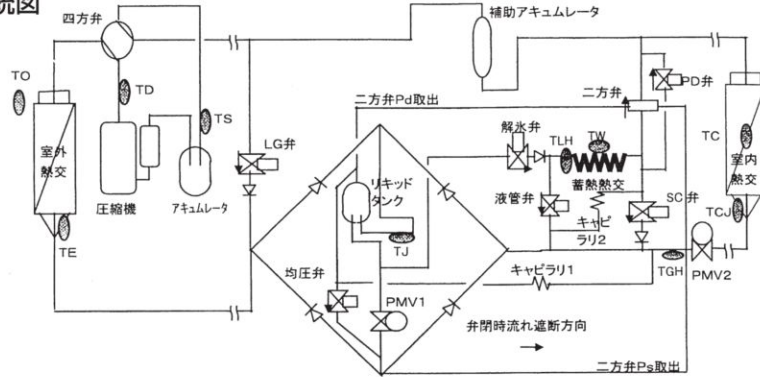 統図
四方弁
補助アキュムレータ
TO
TD
TS
PD弁
二方弁Pd取出
二方弁
解氷弁
TLH
TW
TC
LG弁
室外
熱交
リキッド
タンク
蓄熱熱交
室内
熱交
圧縮機
アキュムレータ
液管弁
SC弁
キャピ
ラリ2
TCJ
TE
TJ
均圧弁
PMV1
キャピラリ1
TGH
PMV2
弁閉時流れ遮断方向
二方弁Ps取出